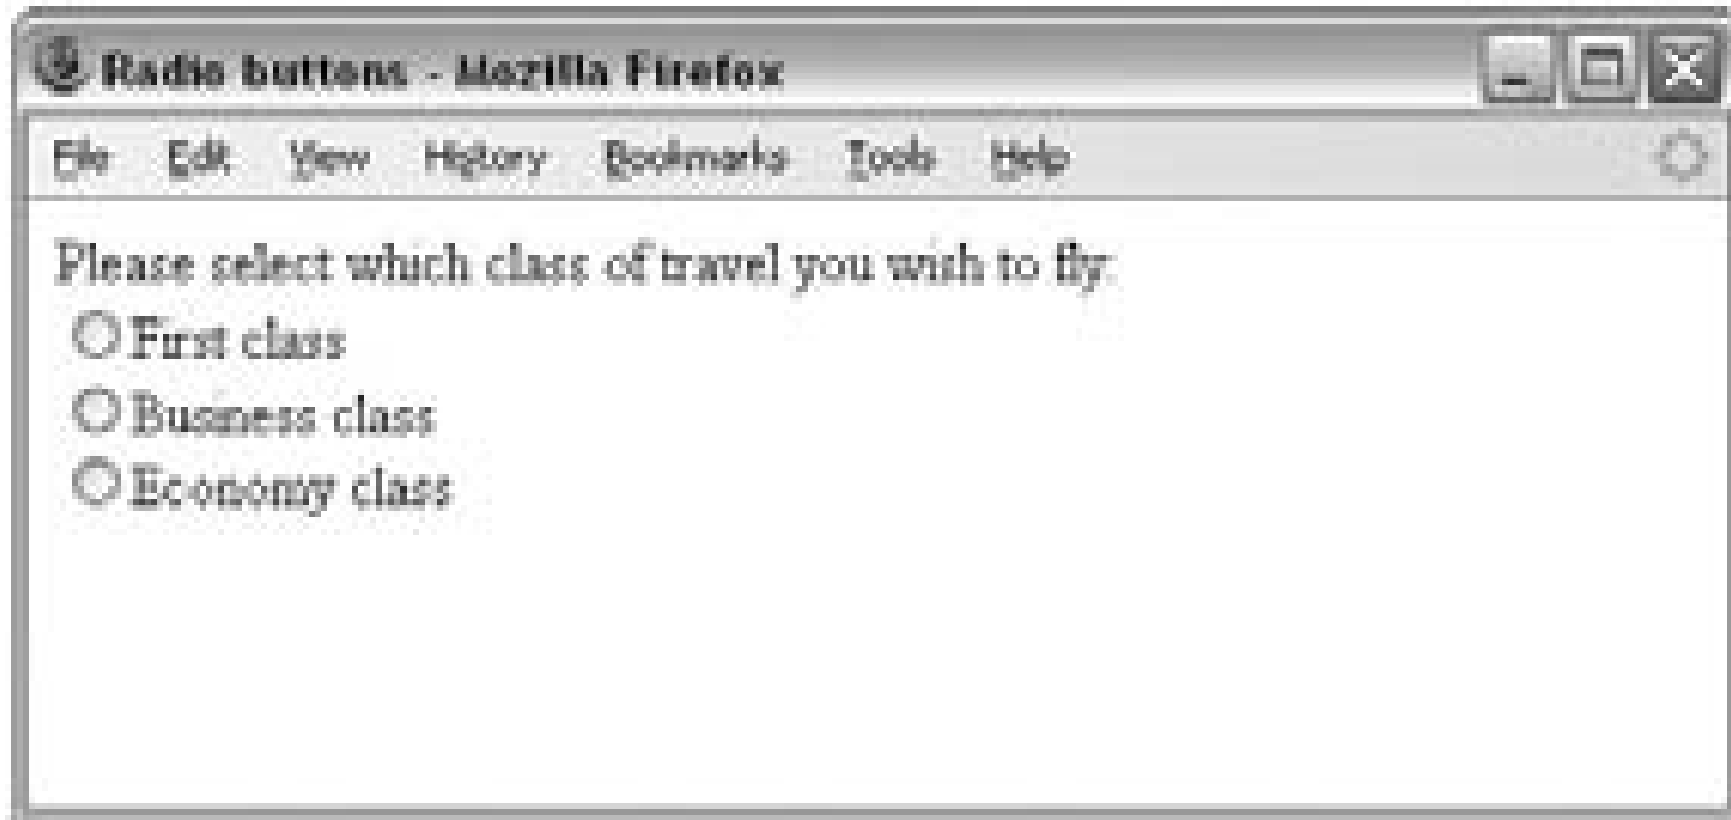 Radio buttons - Mozilla Firefox
File Edit View History Bookmarks Tools Help
Please select which class of travel you wish to fly:
First class
Business class
Economy class